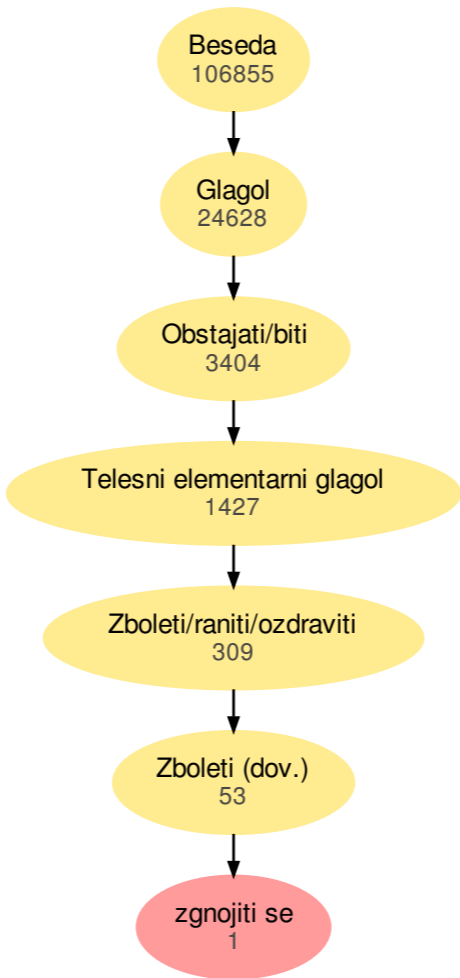 Beseda
106855
Glagol
24628
Obstajati/biti
3404
Telesni elementarni glagol
1427
Zboleti/raniti/ozdraviti
309
Zboleti (dov.)
53
zgnojiti se
1